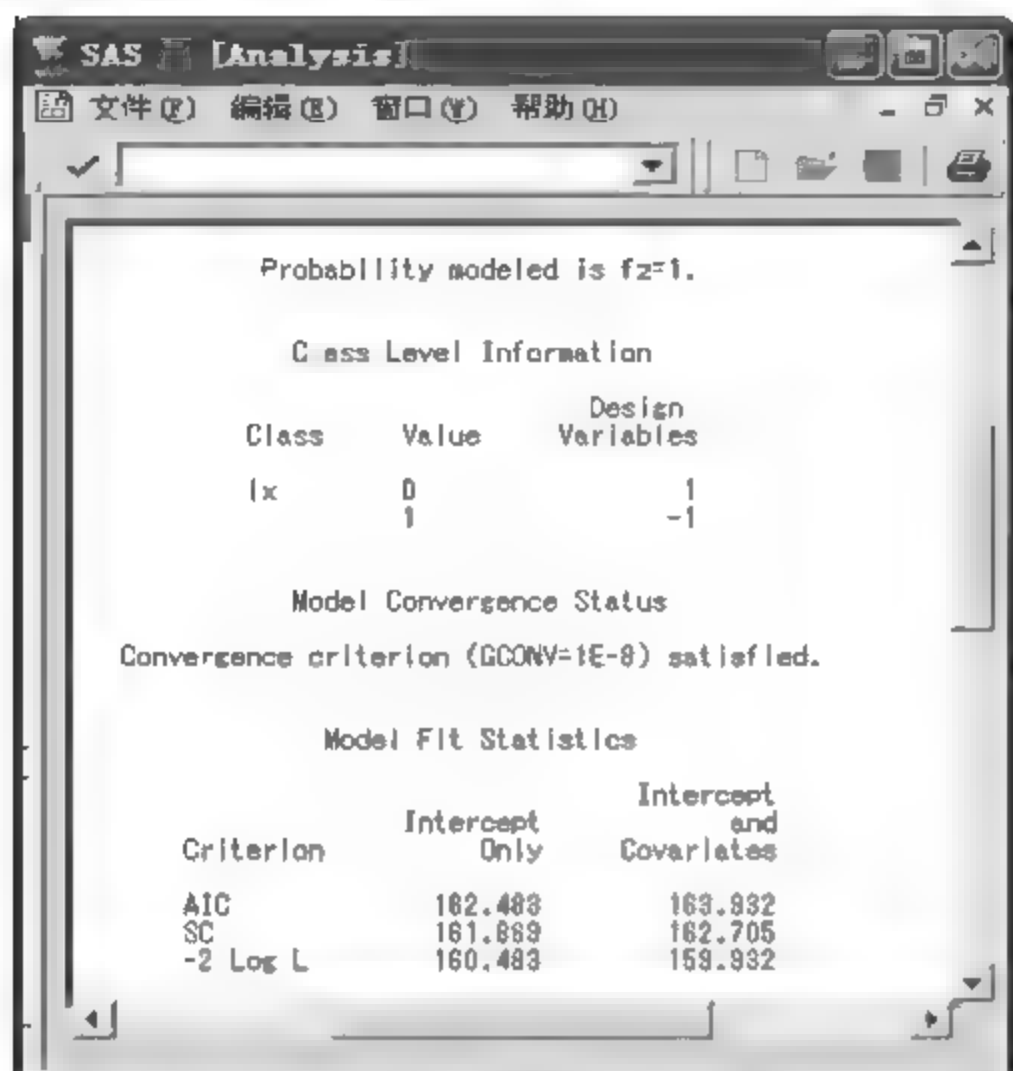 SAS [Analysis]
文件(F) 编辑(E) 窗口(W) 帮助(H)
Probability modeled is fz=1.
Class Level Information
Design
Class Value Variables
lx 0 1
1 -1
Model Convergence Status
Convergence criterion (GCONV=1E-8) satisfied.
Model Fit Statistics
Intercept
Intercept and
Criterion Only Covariates
AIC 162.483 163.932
SC 161.869 162.705
-2 Log L 160.483 159.932